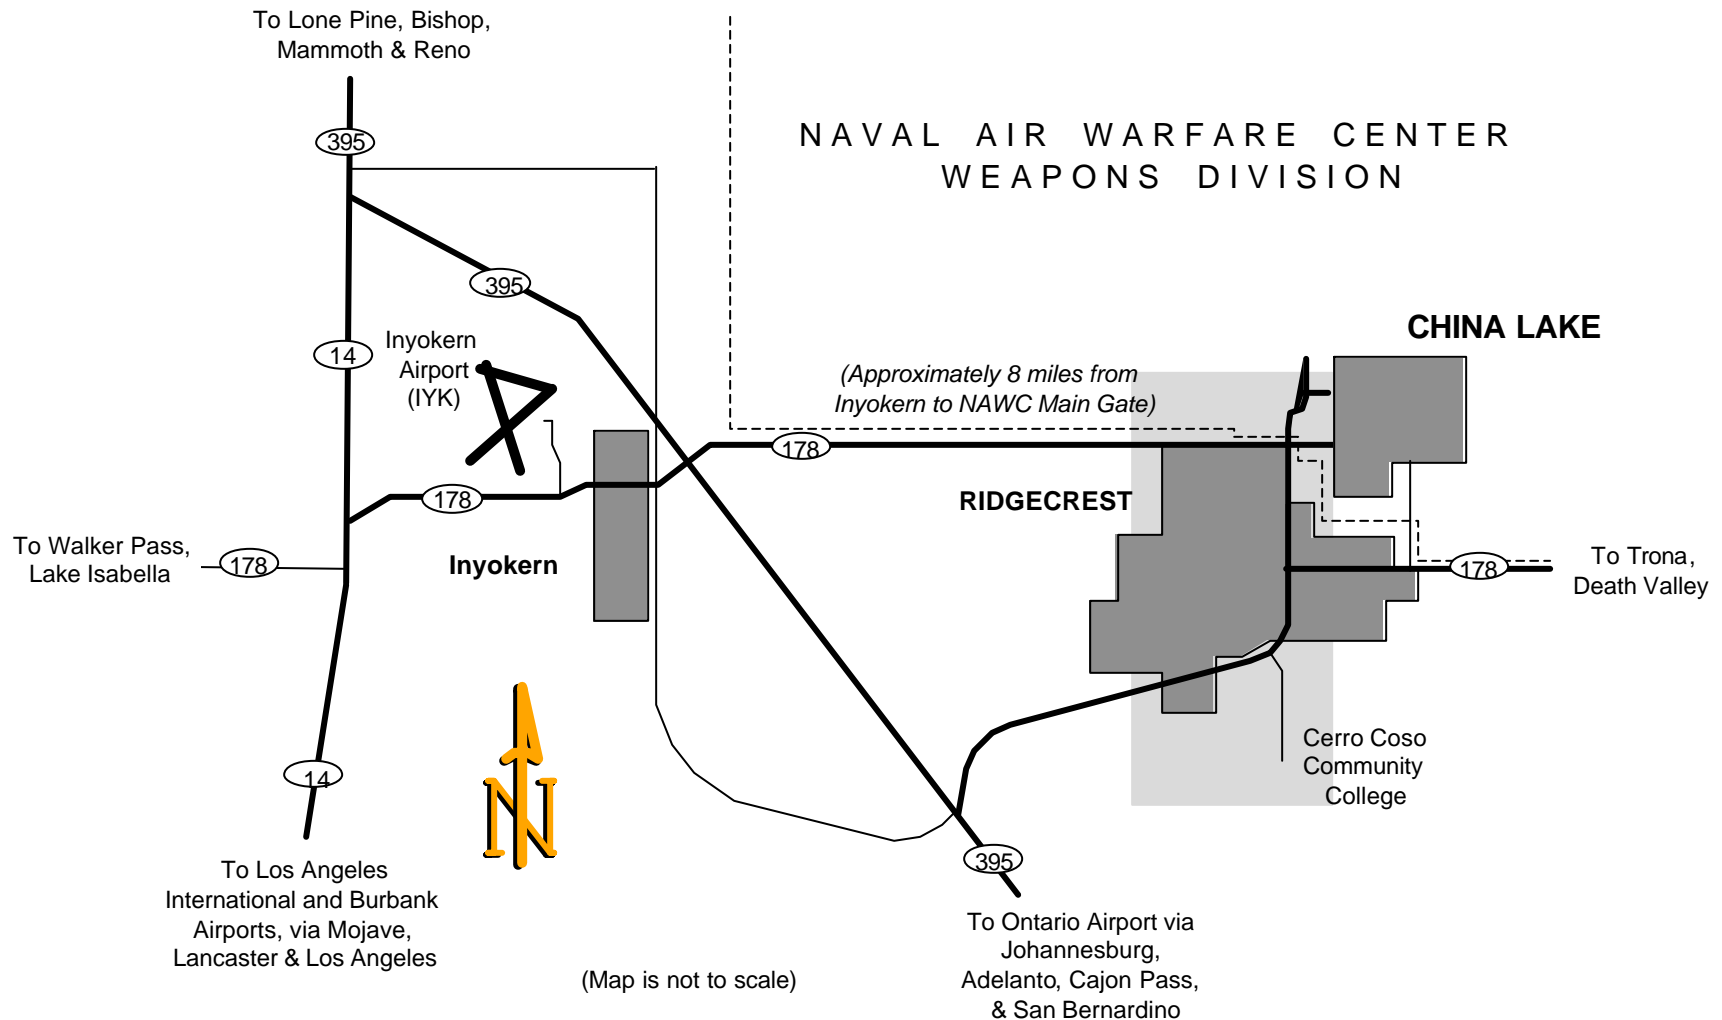 To Lone Pine, Bishop,
Mammoth & Reno
395
NAVAL AIR WARFARE CENTER
WEAPONS DIVISION
395
CHINA LAKE
14
Inyokern
Airport
(IYK)
(Approximately 8 miles from
Inyokern to NAWC Main Gate)
178
178
RIDGECREST
To Walker Pass,
Lake Isabella
178
Inyokern
178
To Trona,
Death Valley
N
14
Cerro Coso
Community
College
395
To Los Angeles
International and Burbank
Airports, via Mojave,
Lancaster & Los Angeles
(Map is not to scale)
To Ontario Airport via
Johannesburg,
Adelanto, Cajon Pass,
& San Bernardino